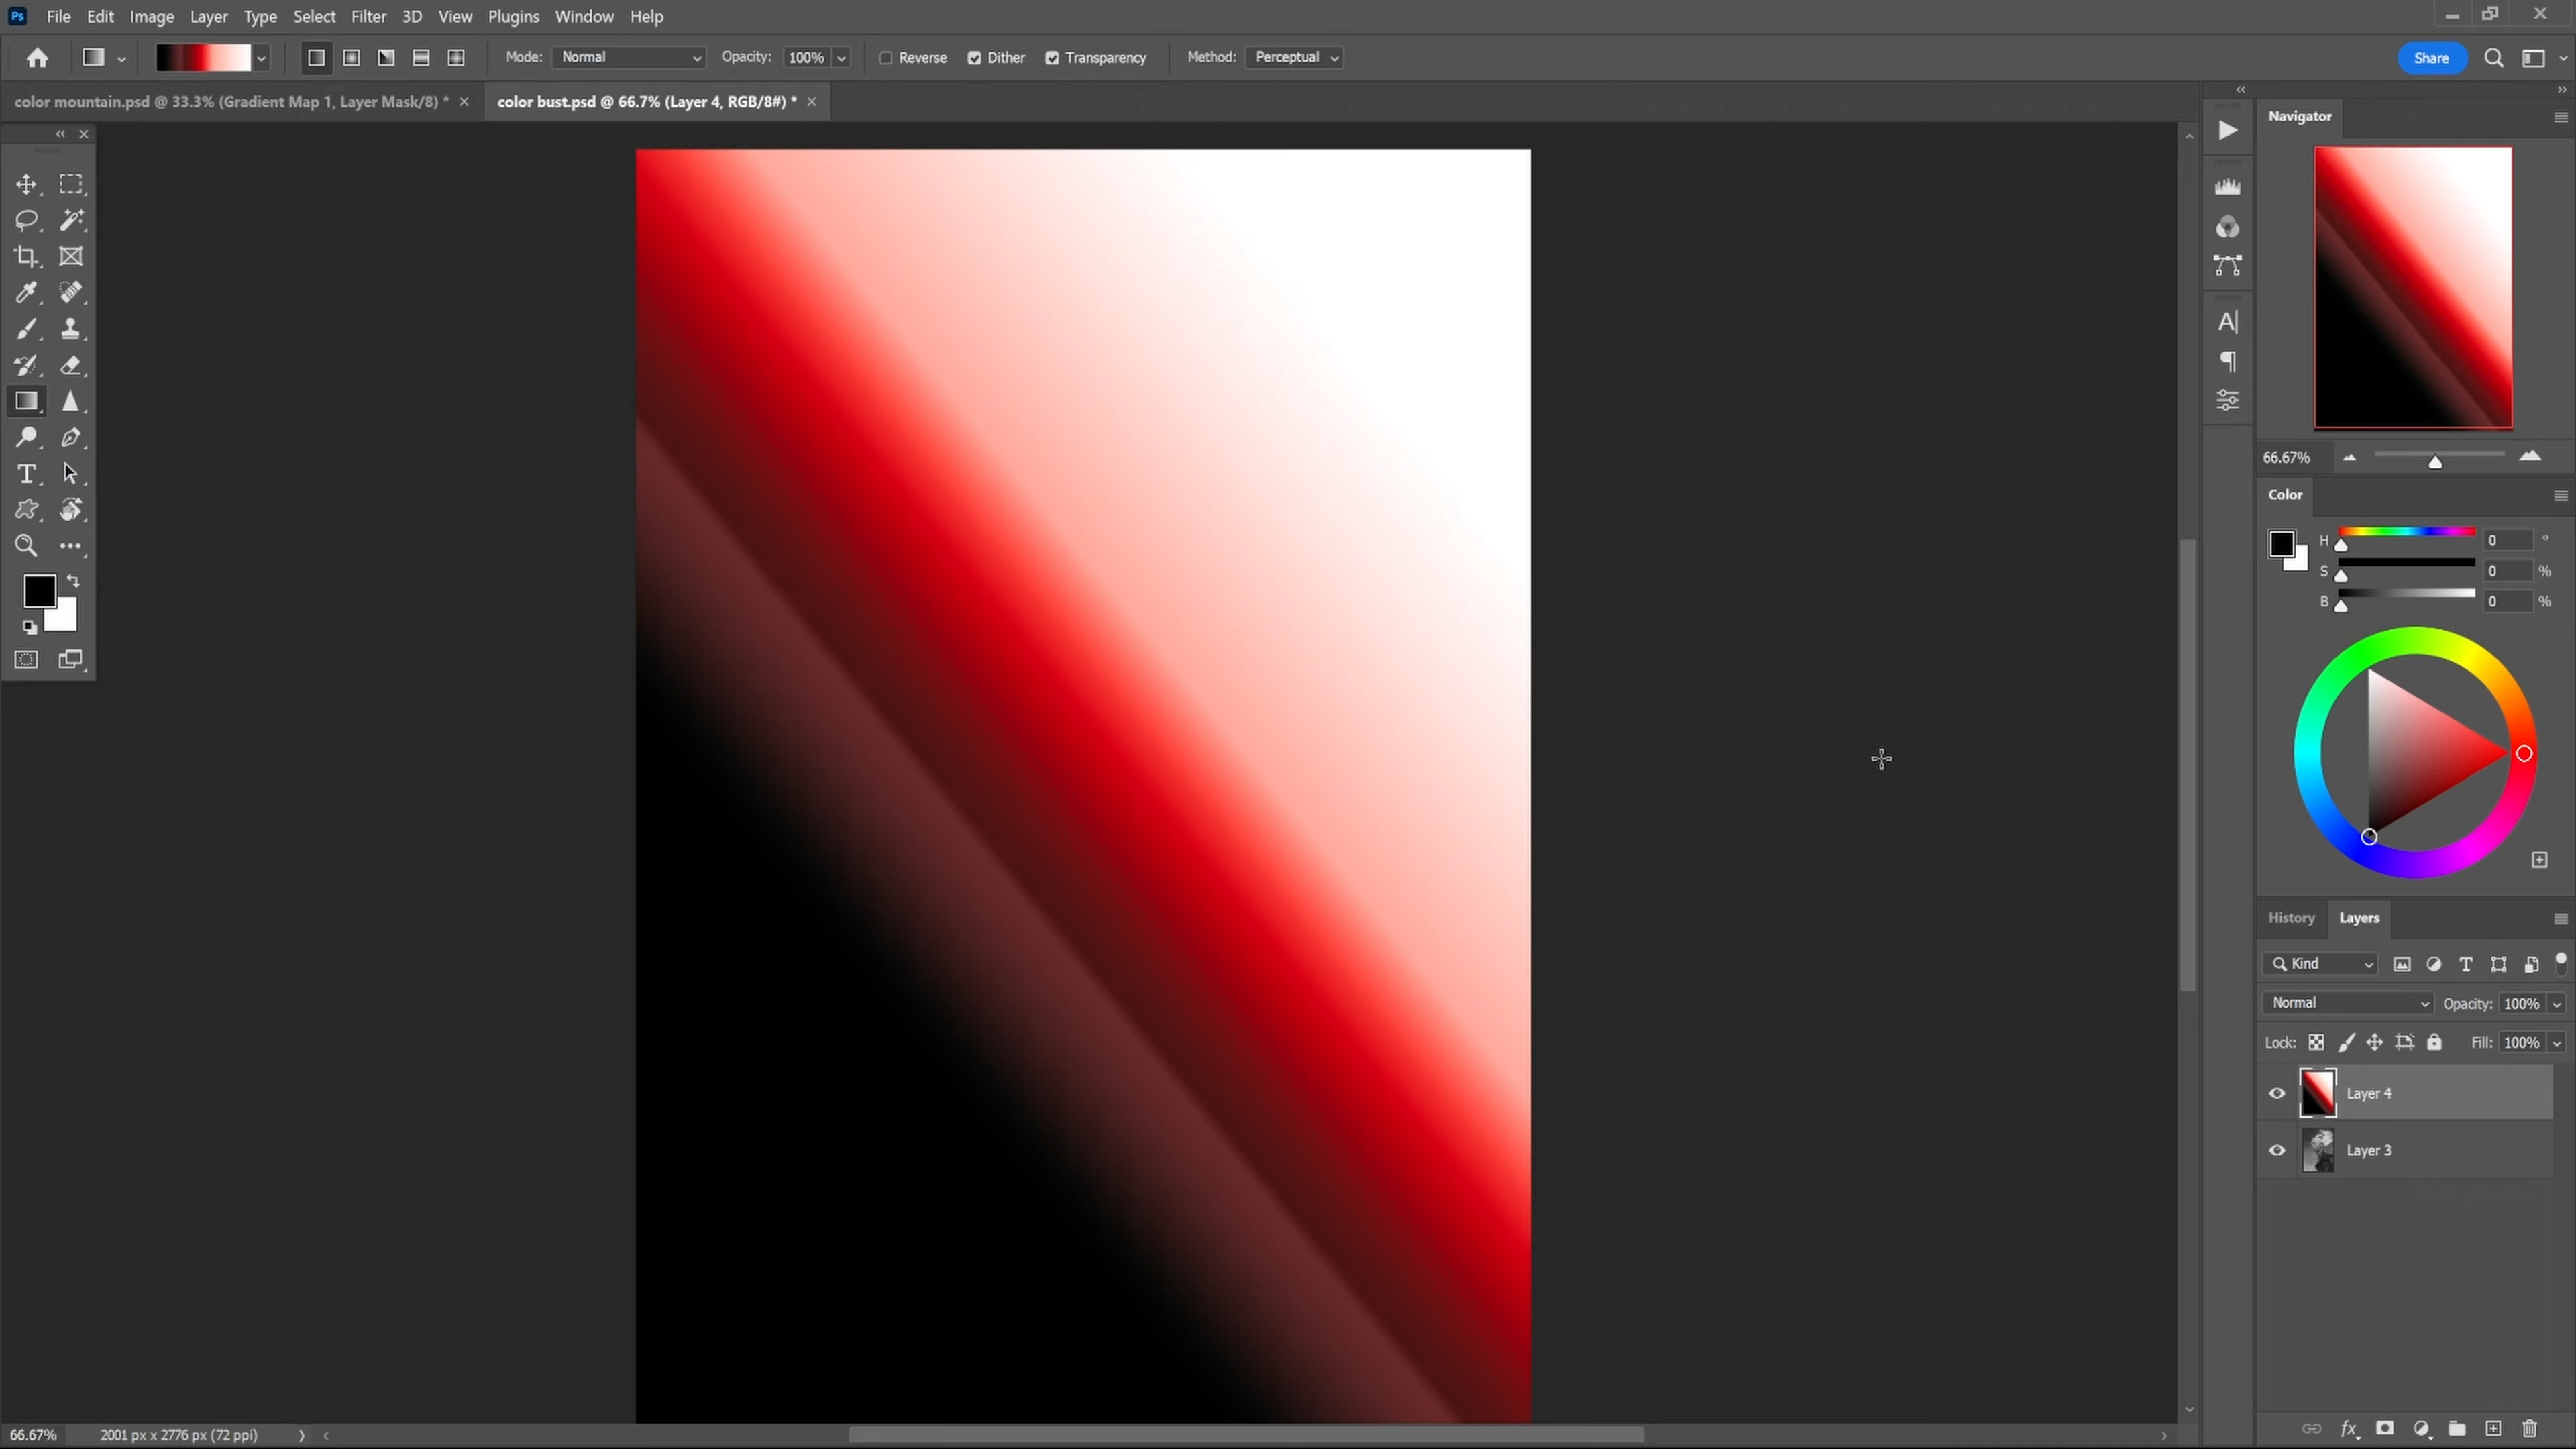 Ps File Edit Image Layer Type Select Filter 3D View Plugins Window Help
Mode: Normal Opacity: 100% Reverse Dither Transparency Method: Perceptual Share
color mountain.psd @ 33.3% (Gradient Map 1, Layer Mask/8) * × color bust.psd @ 66.7% (Layer 4, RGB/8#) * ×
Navigator
66.67%
Color
H 0 °
S 0 %
B 0 %
History Layers
Kind
Normal Opacity: 100%
Lock: Fill: 100%
Layer 4
Layer 3
fx
66.67% 2001 px x 2776 px (72 ppi)